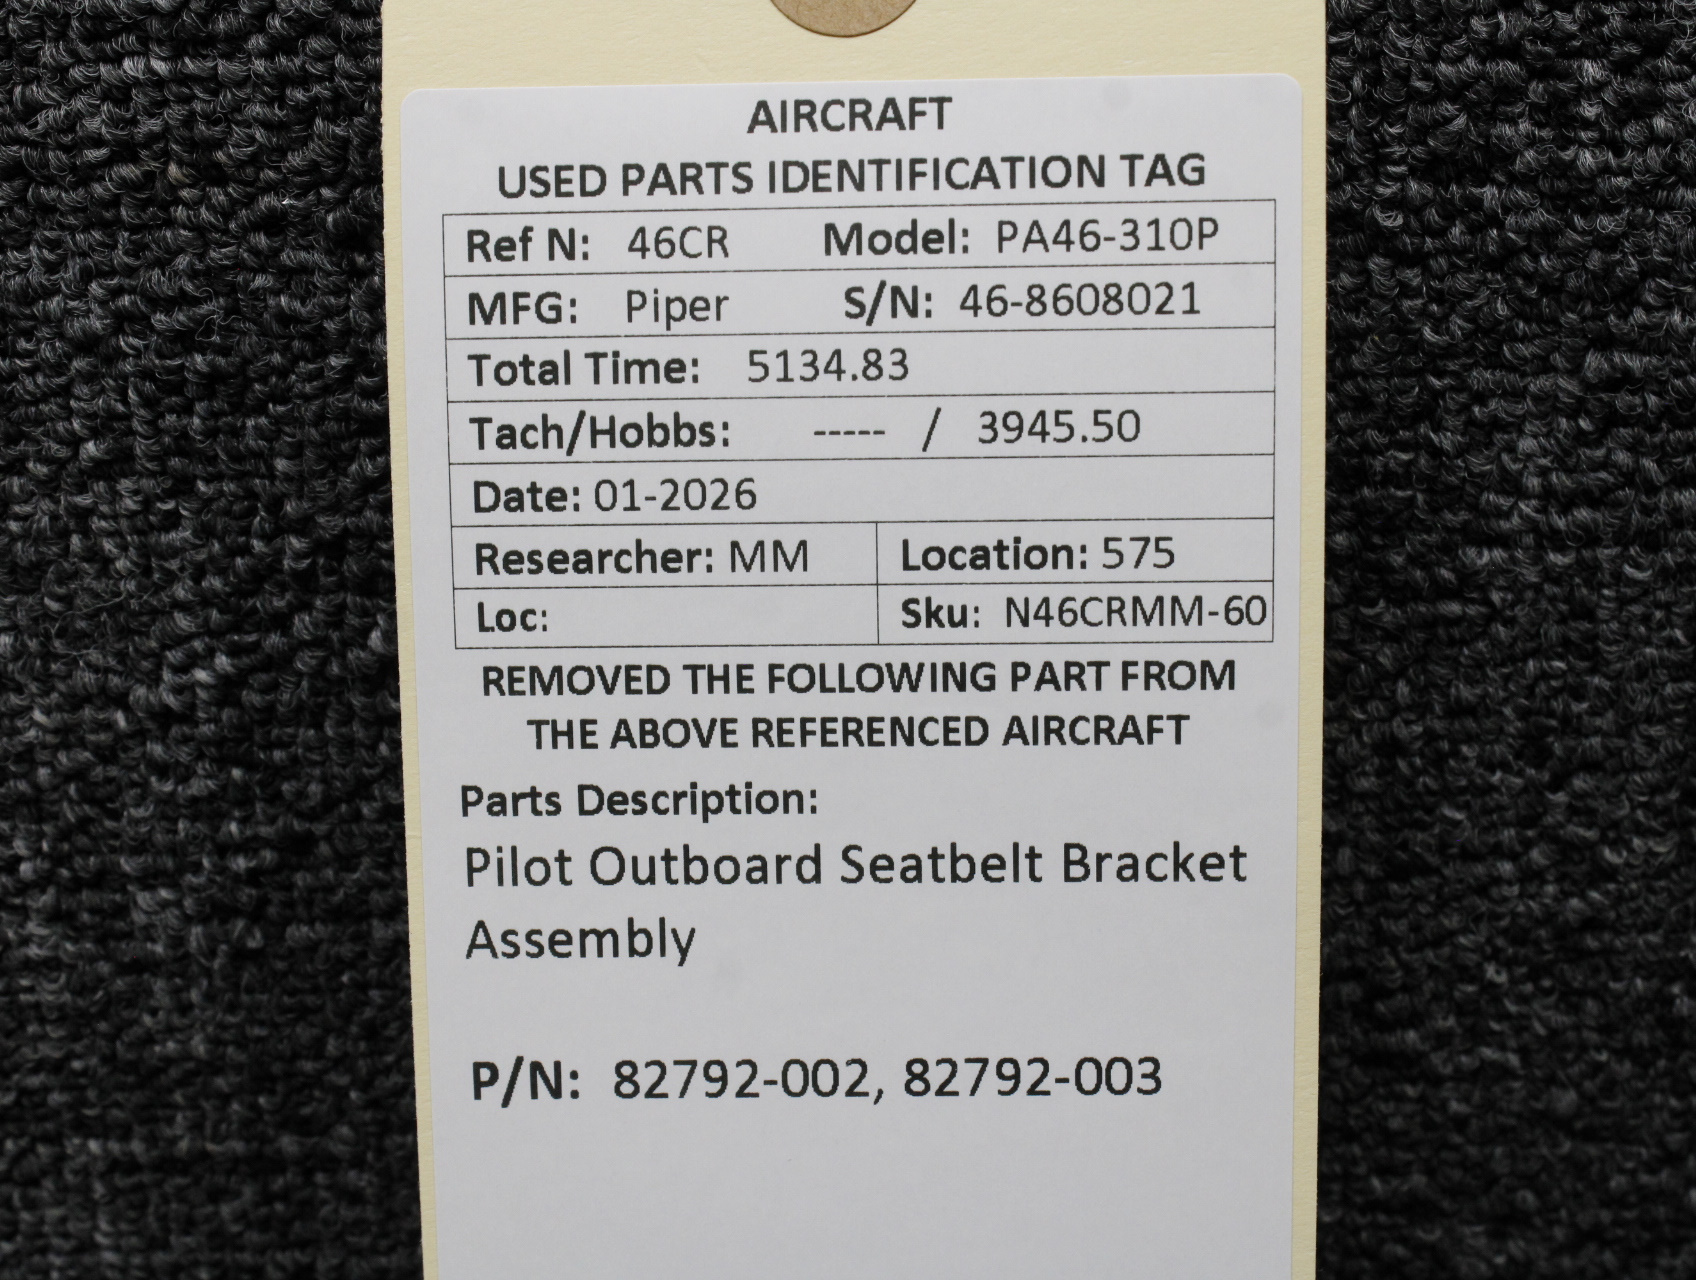 AIRCRAFT
USED PARTS IDENTIFICATION TAG
Ref N: 46CR Model: PA46-310P
MFG: Piper S/N: 46-8608021
Total Time: 5134.83
Tach/Hobbs: ----- / 3945.50
Date: 01-2026
Researcher: MM Location: 575
Loc: Sku: N46CRMM-60
REMOVED THE FOLLOWING PART FROM
THE ABOVE REFERENCED AIRCRAFT
Parts Description:
Pilot Outboard Seatbelt Bracket
Assembly
P/N: 82792-002, 82792-003